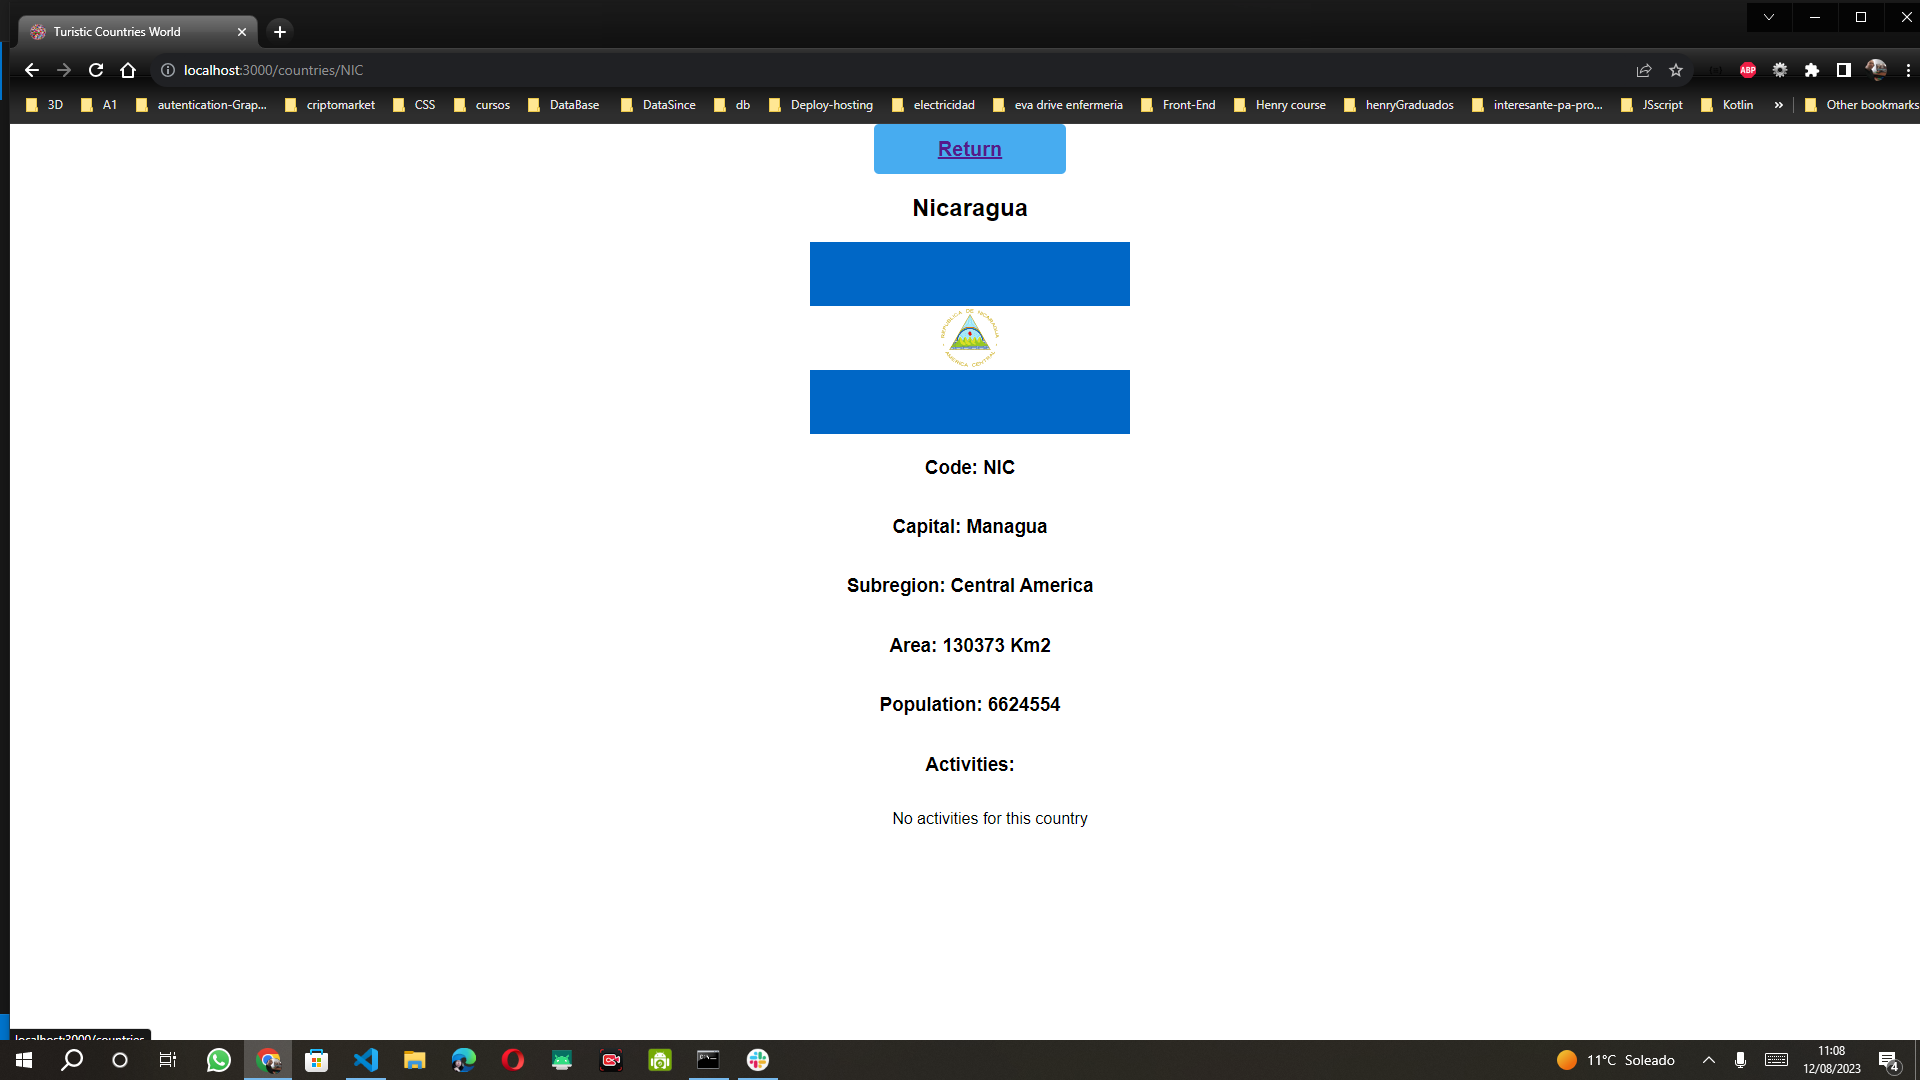 Turistic Countries World
localhost:3000/countries/NIC
ABP
3D A1 autentication-Grap... criptomarket CSS cursos DataBase DataSince db Deploy-hosting electricidad eva drive enfermeria Front-End Henry course henryGraduados interesante-pa-pro... JSscript Kotlin » Other bookmarks
Return
Nicaragua
REPUBLICA DE NICARAGUA
AMERICA CENTRAL
Code: NIC
Capital: Managua
Subregion: Central America
Area: 130373 Km2
Population: 6624554
Activities:
No activities for this country
localhost:3000/countries
11°C Soleado
11:08
12/08/2023
4